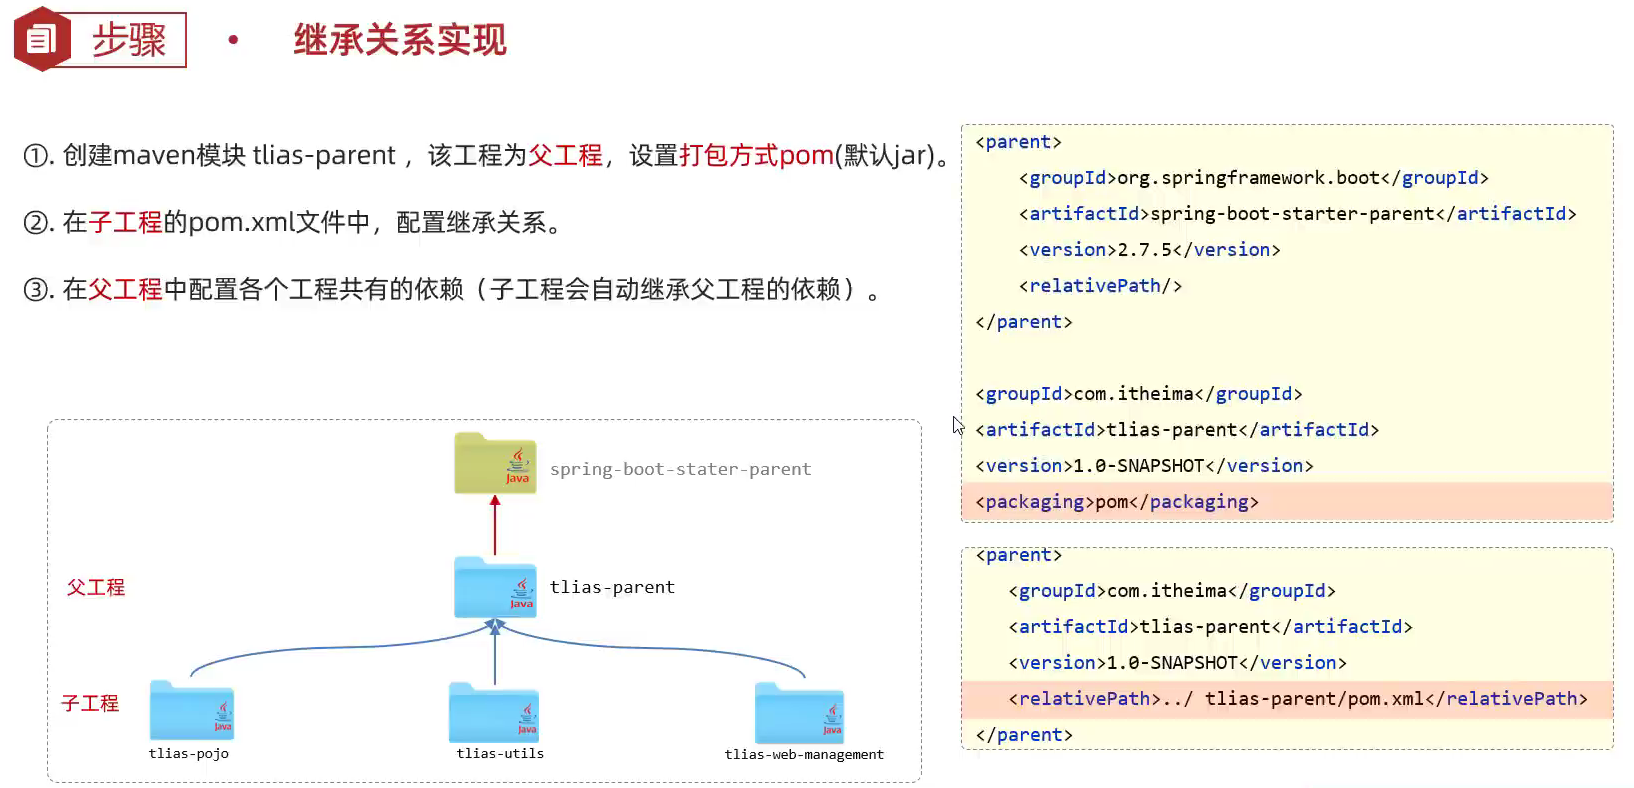 步骤
• 继承关系实现
①. 创建maven模块 tlias-parent ，该工程为父工程，设置打包方式pom(默认jar)。
②. 在子工程的pom.xml文件中，配置继承关系。
③. 在父工程中配置各个工程共有的依赖（子工程会自动继承父工程的依赖）。
Java
spring-boot-stater-parent
父工程
Java
tlias-parent
子工程
Java
tlias-pojo
Java
tlias-utils
Java
tlias-web-management
<parent>
<groupId>org.springframework.boot</groupId>
<artifactId>spring-boot-starter-parent</artifactId>
<version>2.7.5</version>
<relativePath/>
</parent>
<groupId>com.itheima</groupId>
<artifactId>tlias-parent</artifactId>
<version>1.0-SNAPSHOT</version>
<packaging>pom</packaging>
<parent>
<groupId>com.itheima</groupId>
<artifactId>tlias-parent</artifactId>
<version>1.0-SNAPSHOT</version>
<relativePath>../ tlias-parent/pom.xml</relativePath>
</parent>